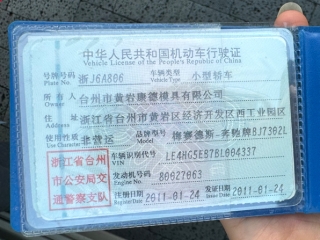 中华人民共和国机动车行驶证
Vehicle License of the People's Republic of China
号牌号码 浙J6A806 车辆类型 小型轿车
Plate No. Vehicle Type
所有人 台州市黄岩康德模具有限公司
Owner
住址 浙江省台州市黄岩区经济开发区西工业园区
Address
使用性质 非营运 品牌型号 梅赛德斯-奔驰牌BJ7302L
Use Character Model
浙江省台州市公安局交通警察支队
车辆识别代号 LE4HG5EB7BL004337
VIN
发动机号码 80027063
Engine No.
注册日期 2011-01-24 发证日期 2011-01-24
Register Date Issue Date